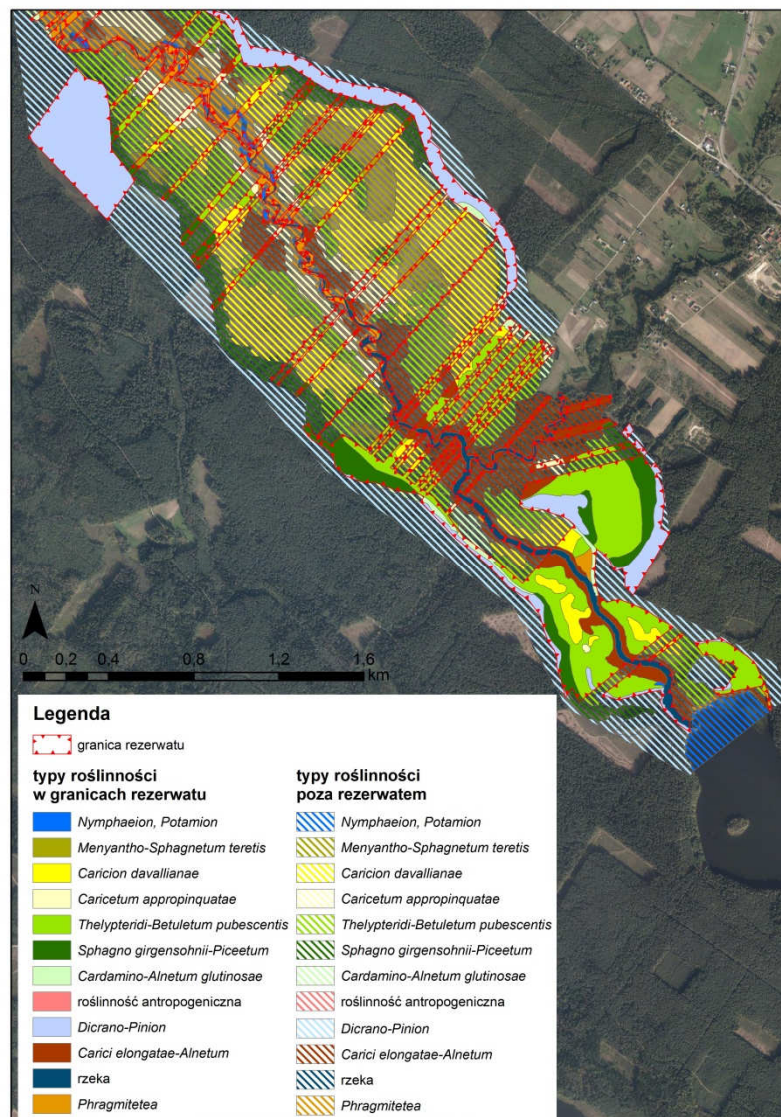 N
0 0,2 0,4 0,8 1,2 1,6
km
Legenda
granica rezerwatu
typy roślinności
w granicach rezerwatu
Nymphaeion, Potamion
Menyantho-Sphagnetum teretis
Caricion davallianae
Caricetum appropinquatae
Thelypteridi-Betuletum pubescentis
Sphagno girgensohnii-Piceetum
Cardamino-Alnetum glutinosae
roślinność antropogeniczna
Dicrano-Pinion
Carici elongatae-Alnetum
rzeka
Phragmitetea
typy roślinności
poza rezerwatem
Nymphaeion, Potamion
Menyantho-Sphagnetum teretis
Caricion davallianae
Caricetum appropinquatae
Thelypteridi-Betuletum pubescentis
Sphagno girgensohnii-Piceetum
Cardamino-Alnetum glutinosae
roślinność antropogeniczna
Dicrano-Pinion
Carici elongatae-Alnetum
rzeka
Phragmitetea